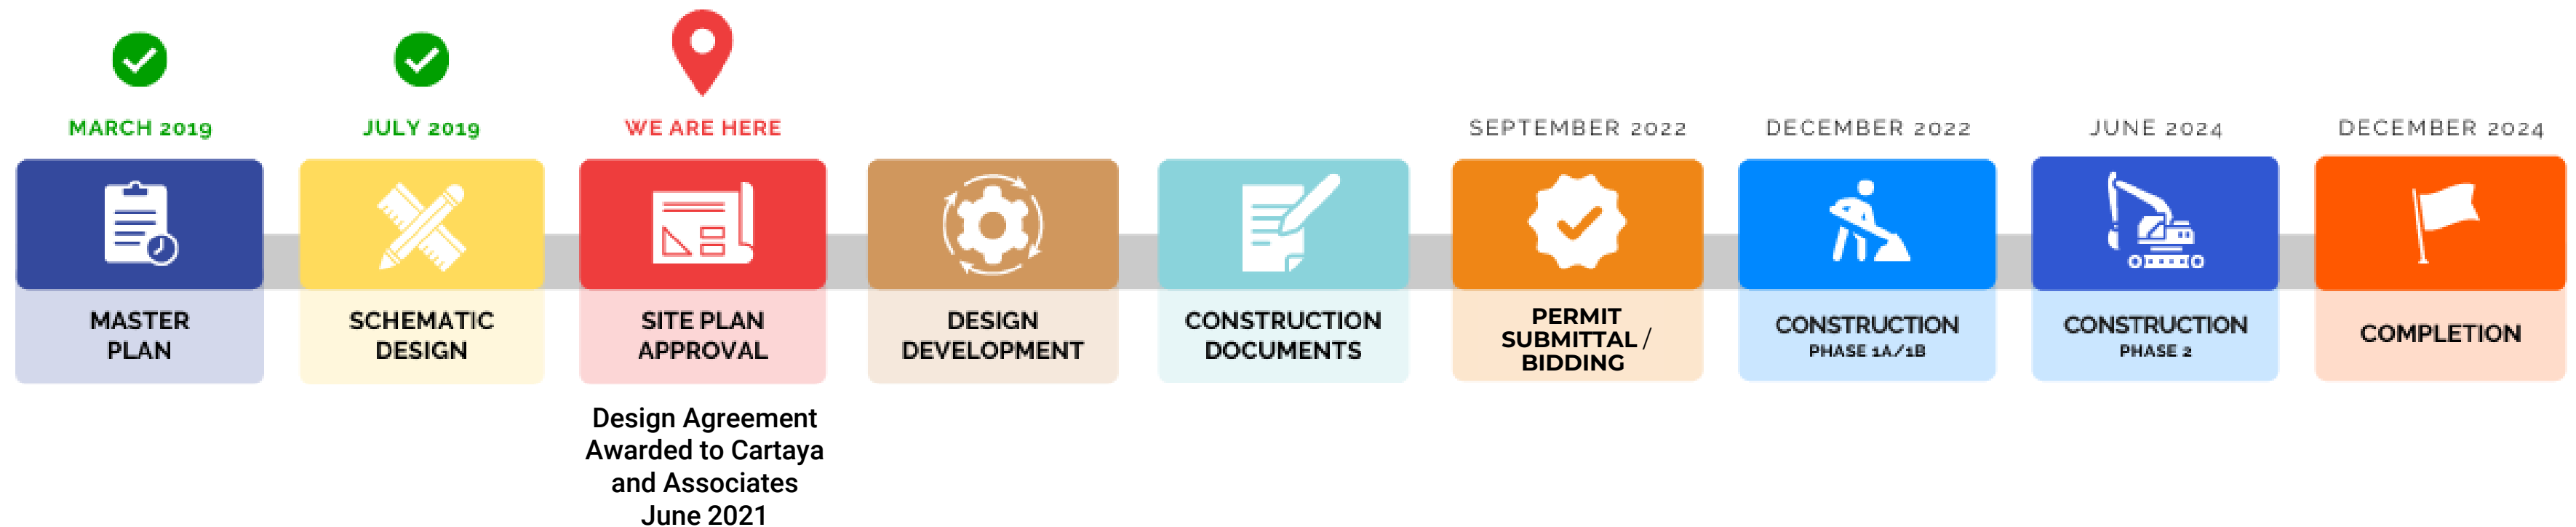 MARCH 2019
MASTER
PLAN
JULY 2019
SCHEMATIC
DESIGN
WE ARE HERE
SITE PLAN
APPROVAL
Design Agreement
Awarded to Cartaya
and Associates
June 2021
DESIGN
DEVELOPMENT
CONSTRUCTION
DOCUMENTS
SEPTEMBER 2022
PERMIT
SUBMITTAL /
BIDDING
DECEMBER 2022
CONSTRUCTION
PHASE 1A/1B
JUNE 2024
CONSTRUCTION
PHASE 2
DECEMBER 2024
COMPLETION